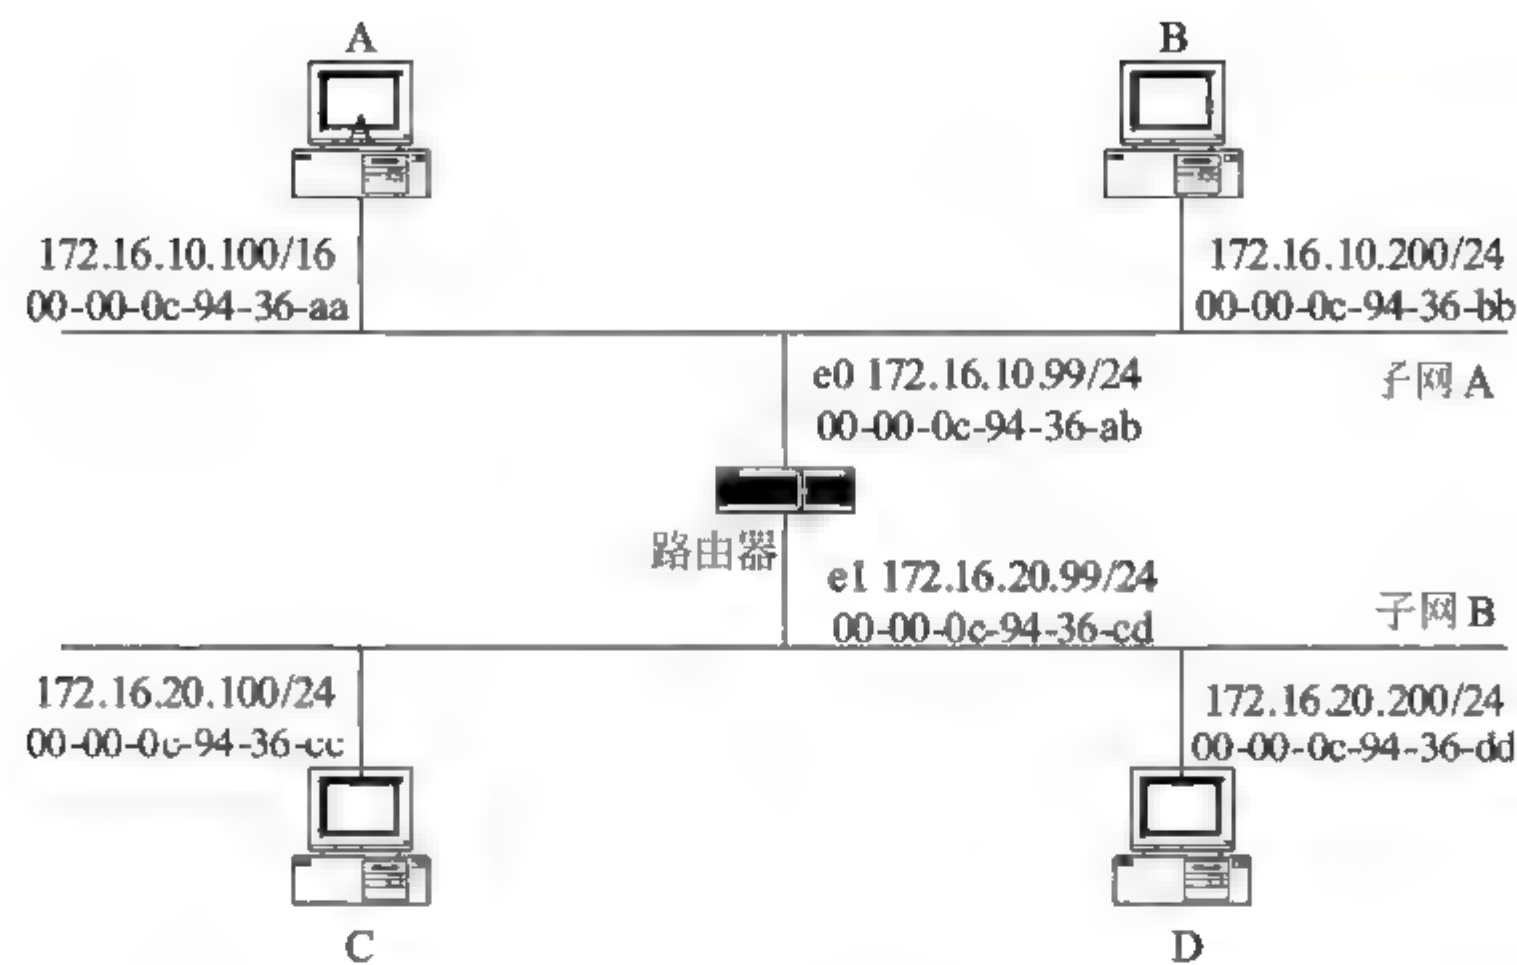 A
B
172.16.10.100/16
00-00-0c-94-36-aa
172.16.10.200/24
00-00-0c-94-36-bb
e0 172.16.10.99/24
00-00-0c-94-36-ab
子网 A
路由器
e1 172.16.20.99/24
00-00-0c-94-36-cd
子网 B
172.16.20.100/24
00-00-0c-94-36-cc
172.16.20.200/24
00-00-0c-94-36-dd
C
D